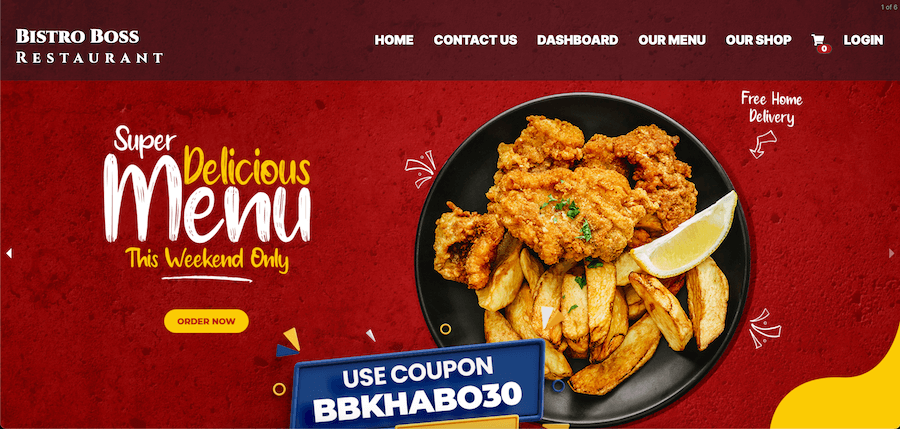 1 of 6
BISTRO BOSS
RESTAURANT
HOME CONTACT US DASHBOARD OUR MENU OUR SHOP 0 LOGIN
Free Home
Delivery
Super
Delicious
Menu
This Weekend Only
ORDER NOW
USE COUPON
BBKHABO30